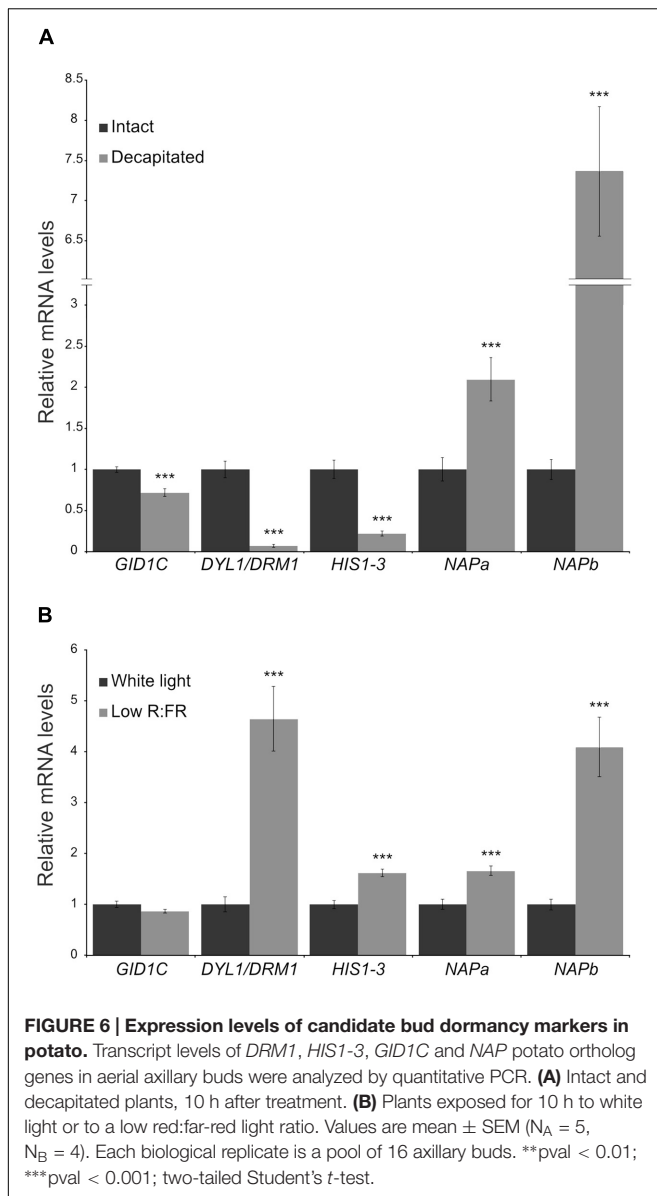 A
8.5
8
7.5
7
6.5
3
2.5
2
1.5
1
0.5
0
Relative mRNA levels
Intact
Decapitated
***
***
***
***
***
GID1C DYL1/DRM1 HIS1-3 NAPa NAPb
B
6
5
4
3
2
1
0
Relative mRNA levels
White light
Low R:FR
***
***
***
***
GID1C DYL1/DRM1 HIS1-3 NAPa NAPb
FIGURE 6 | Expression levels of candidate bud dormancy markers in
potato. Transcript levels of DRM1, HIS1-3, GID1C and NAP potato ortholog
genes in aerial axillary buds were analyzed by quantitative PCR. (A) Intact and
decapitated plants, 10 h after treatment. (B) Plants exposed for 10 h to white
light or to a low red:far-red light ratio. Values are mean ± SEM (NA = 5,
NB = 4). Each biological replicate is a pool of 16 axillary buds. **pval < 0.01;
***pval < 0.001; two-tailed Student's t-test.